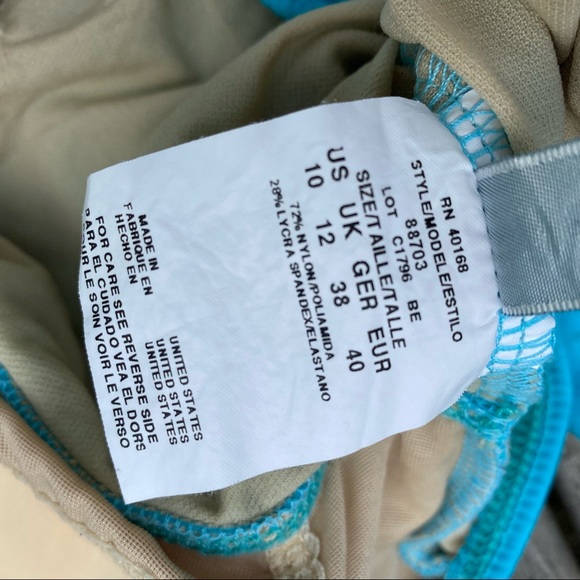 RN 40168
STYLE/MODELE/ESTILO
88703
LOT C1796 BE
SIZE/TAILLE/TALLE
US UK GER EUR
10 12 38 40
72% NYLON/POLIAMIDA
28% LYCRA SPANDEX/ELASTANO
MADE IN UNITED STATES
FABRIQUE EN UNITED STATES
HECHO EN UNITED STATES
FOR CARE SEE REVERSE SIDE
PARA EL CUIDADO VEA EL DORS
POUR LE SOIN VOIR LE VERSO